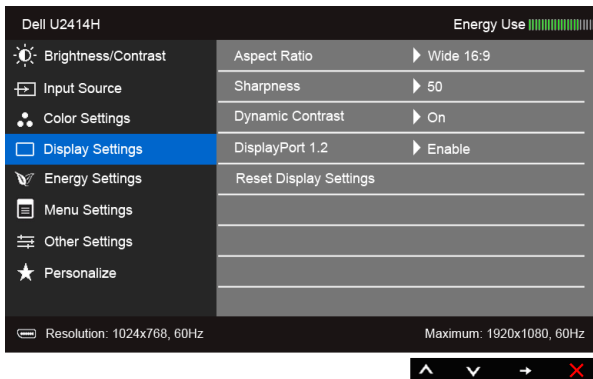 Dell U2414H Energy Use
Brightness/Contrast Aspect Ratio Wide 16:9
Input Source Sharpness 50
Color Settings Dynamic Contrast On
Display Settings DisplayPort 1.2 Enable
Energy Settings Reset Display Settings
Menu Settings
Other Settings
Personalize
Resolution: 1024x768, 60Hz Maximum: 1920x1080, 60Hz